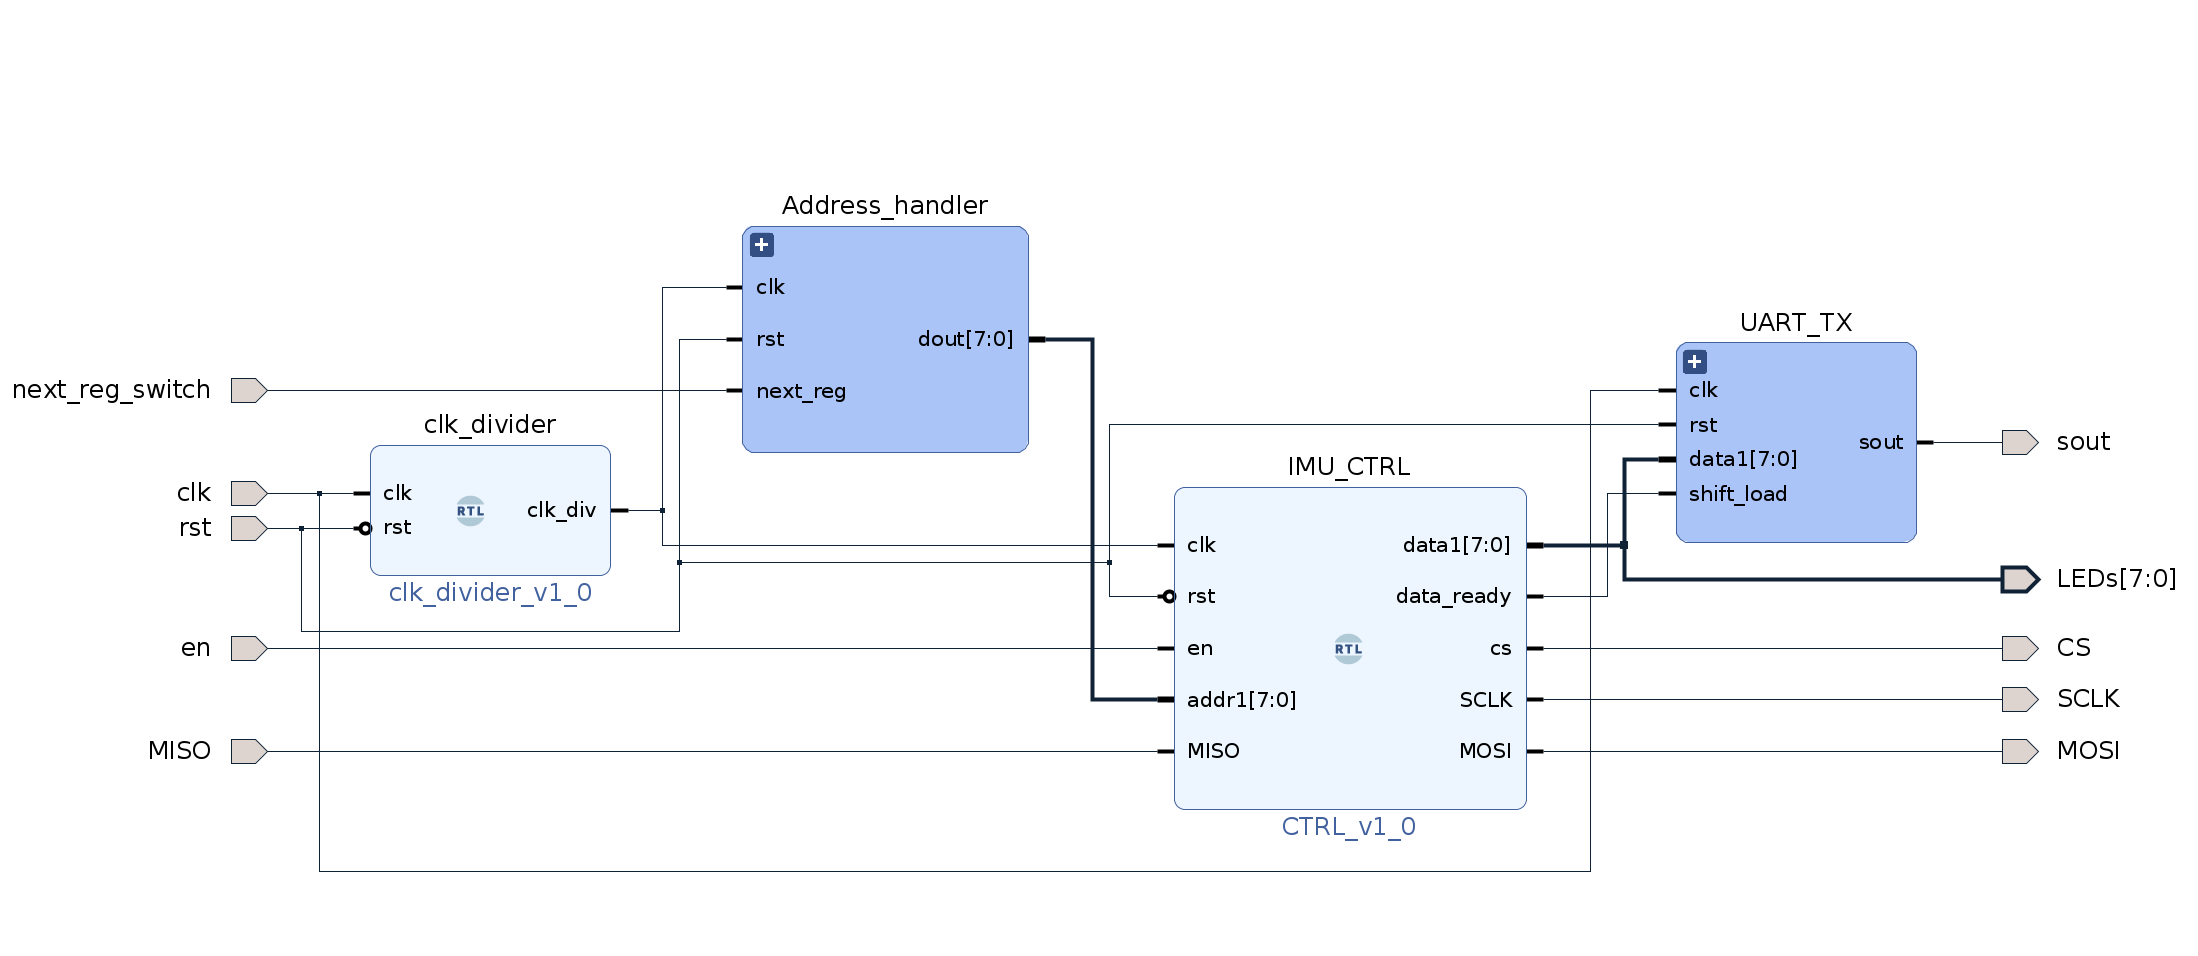 Address_handler
clk
rst
dout[7:0]
next_reg
next_reg_switch
clk_divider
clk
rst
clk
rst
RTL
clk_div
clk_divider_v1_0
en
MISO
IMU_CTRL
clk
rst
en
addr1[7:0]
MISO
RTL
data1[7:0]
data_ready
cs
SCLK
MOSI
CTRL_v1_0
UART_TX
clk
rst
data1[7:0]
shift_load
sout
sout
LEDs[7:0]
CS
SCLK
MOSI